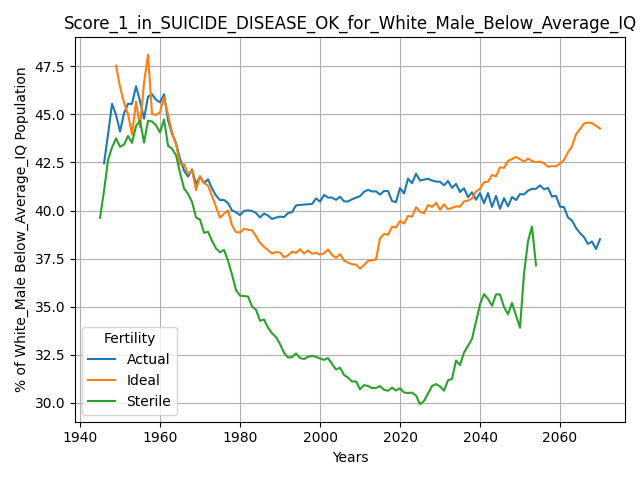 Score_1_in_SUICIDE_DISEASE_OK_for_White_Male_Below_Average_IQ
% of White_Male Below_Average_IQ Population
47.5
45.0
42.5
40.0
37.5
35.0
32.5
30.0
Fertility
Actual
Ideal
Sterile
1940 1960 1980 2000 2020 2040 2060
Years